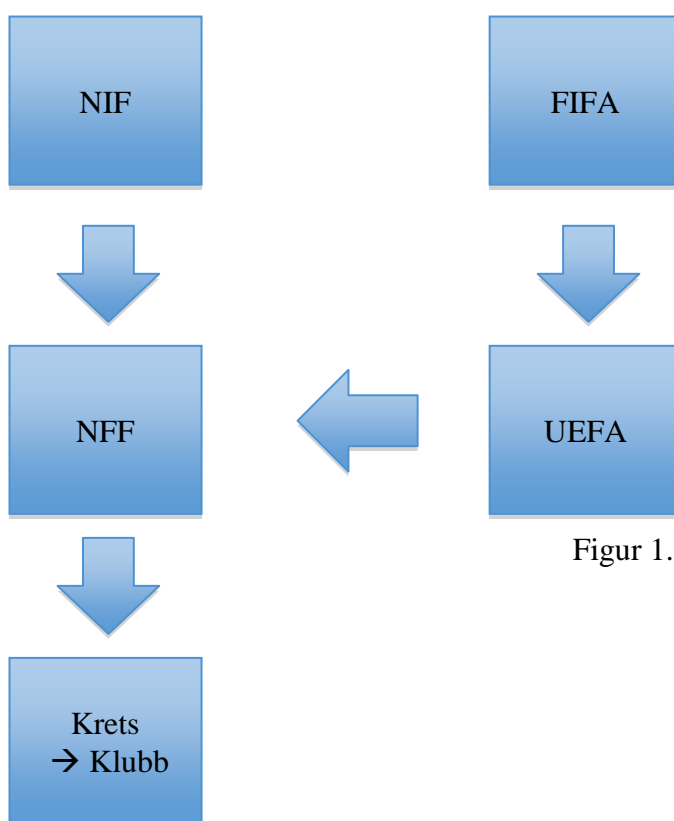 NIF
FIFA
NFF
UEFA
Figur 1.
Krets
→ Klubb